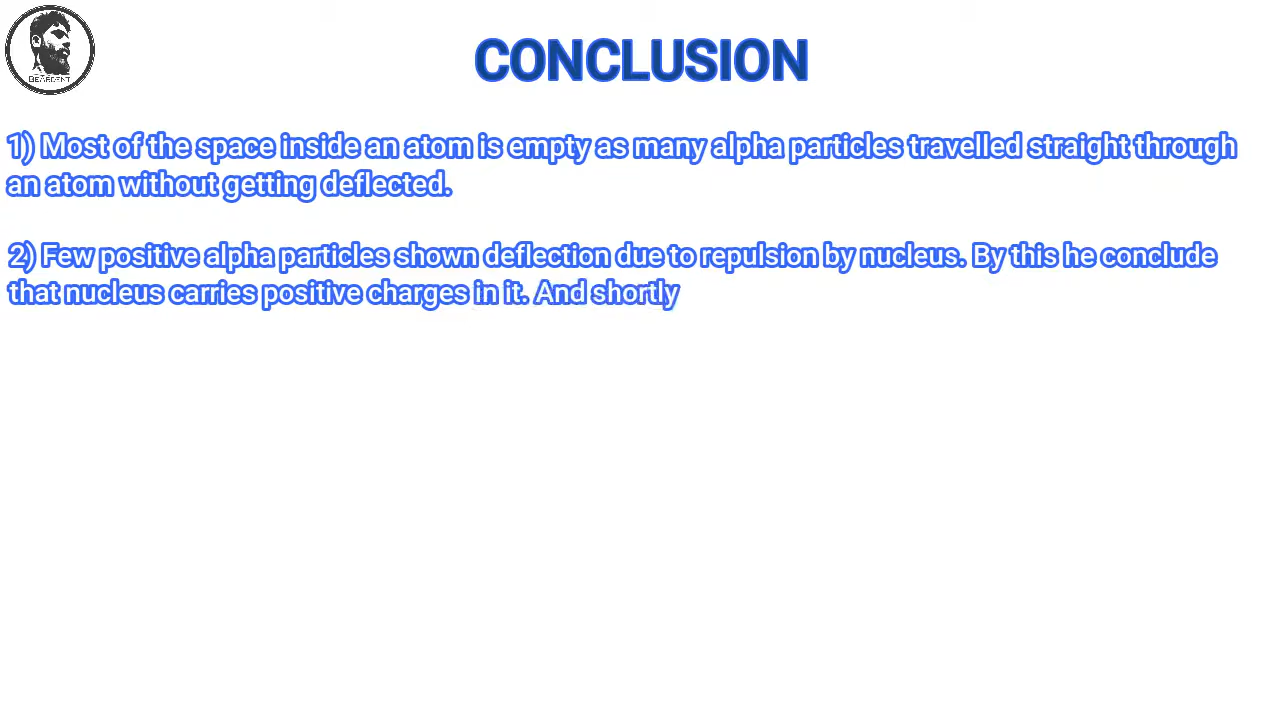 BEARDENT
CONCLUSION
1) Most of the space inside an atom is empty as many alpha particles travelled straight through
an atom without getting deflected.
2) Few positive alpha particles shown deflection due to repulsion by nucleus. By this he conclude
that nucleus carries positive charges in it. And shortly